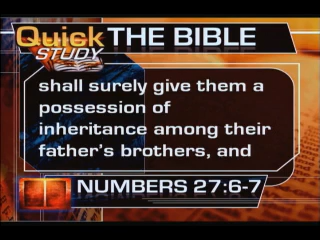 Quick THE BIBLE
STUDY
shall surely give them a
possession of
inheritance among their
father's brothers, and
NUMBERS 27:6-7